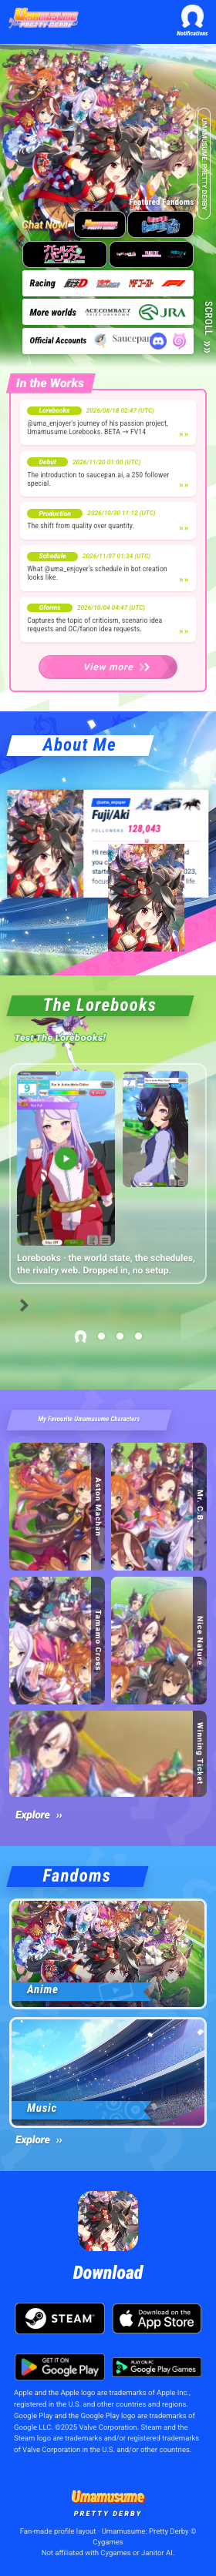 Umamusume
PRETTY DERBY
Notifications
UMAMUSUME: PRETTY DERBY
Featured Fandoms
Chat Now!
Racing
More worlds
ACE COMBAT
JRA
Official Accounts
Saucepan
SCROLL
In the Works
Lorebooks 2026/08/18 02:47 (UTC)
@uma_enjoyer's journey of his passion project,
Umamusume Lorebooks. BETA → FV14
Debut 2026/11/20 01:00 (UTC)
The introduction to saucepan.ai, a 250 follower
special.
Production 2026/10/30 11:12 (UTC)
The shift from quality over quantity.
Schedule 2026/11/07 01:34 (UTC)
What @uma_enjoyer's schedule in bot creation
looks like.
Gforms 2026/10/04 04:47 (UTC)
Captures the topic of criticism, scenario idea
requests and OC/fanon idea requests.
View more
About Me
@uma_enjoyer
Fuji/Aki
FOLLOWERS 128,043
The Lorebooks
Test The Lorebooks!
Lorebooks - the world state, the schedules,
the rivalry web. Dropped in, no setup.
My Favourite Umamusume Characters
Aston Machan
Mr. C.B.
Tamamo Cross
Nice Nature
Winning Ticket
Explore ››
Fandoms
Anime
Music
Explore ››
Download
STEAM
Download on the
App Store
GET IT ON
Google Play
PLAY ON PC
Google Play Games
Apple and the Apple logo are trademarks of Apple Inc.,
registered in the U.S. and other countries and regions.
Google Play and the Google Play logo are trademarks of
Google LLC. ©2025 Valve Corporation. Steam and the
Steam logo are trademarks and/or registered trademarks
of Valve Corporation in the U.S. and/or other countries.
Umamusume
PRETTY DERBY
Fan-made profile layout · Umamusume: Pretty Derby ©
Cygames
Not affiliated with Cygames or Janitor AI.